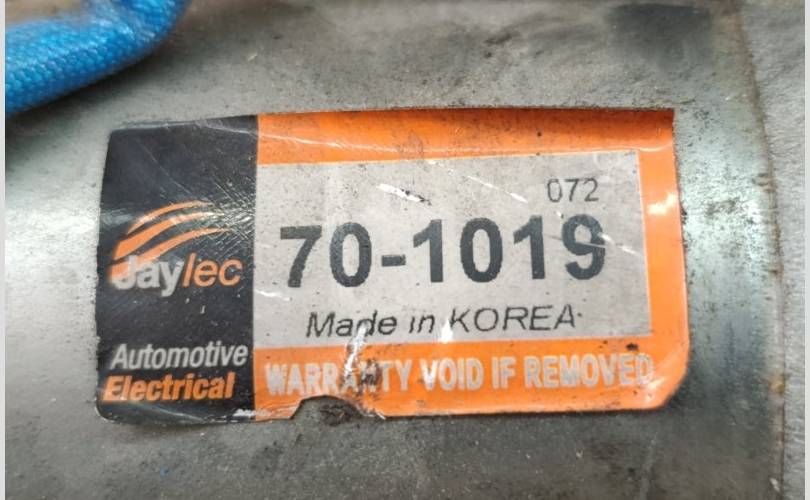 072
Jaylec
70-1019
Made in KOREA
Automotive
Electrical
WARRANTY VOID IF REMOVED